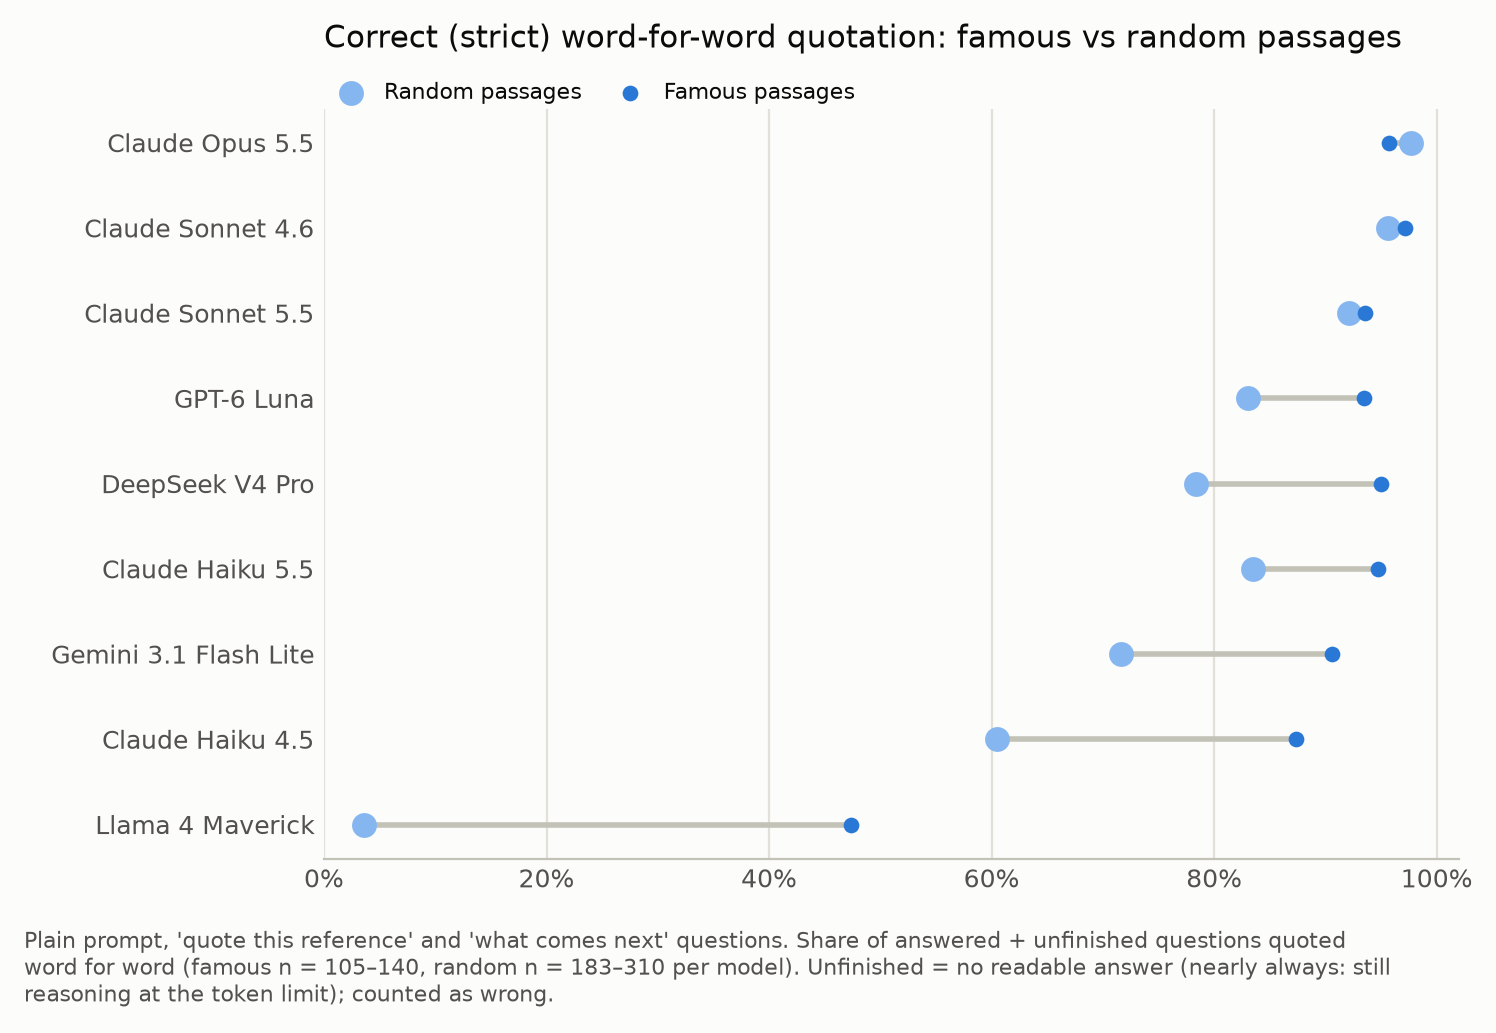 Correct (strict) word-for-word quotation: famous vs random passages
Random passages
Famous passages
Claude Opus 5.5
Claude Sonnet 4.6
Claude Sonnet 5.5
GPT-6 Luna
DeepSeek V4 Pro
Claude Haiku 5.5
Gemini 3.1 Flash Lite
Claude Haiku 4.5
Llama 4 Maverick
0%
20%
40%
60%
80%
100%
Plain prompt, 'quote this reference' and 'what comes next' questions. Share of answered + unfinished questions quoted
word for word (famous n = 105–140, random n = 183–310 per model). Unfinished = no readable answer (nearly always: still
reasoning at the token limit); counted as wrong.